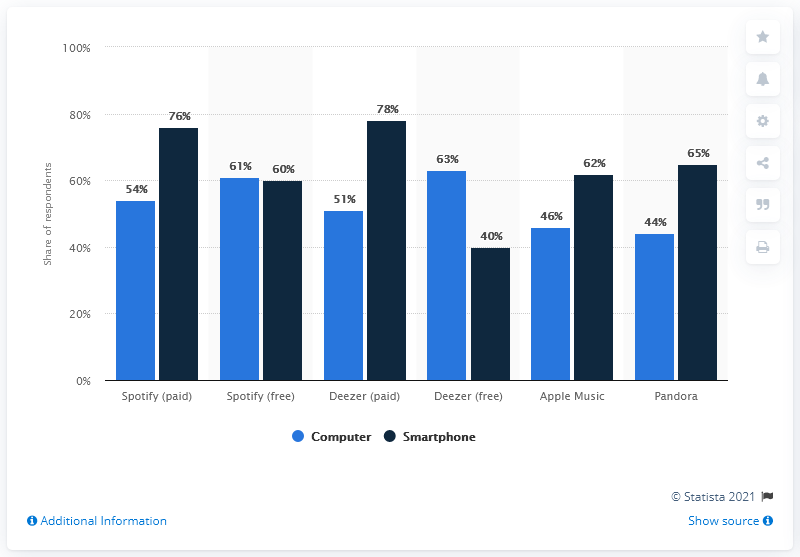 100%
80%
60%
40%
20%
0%
Share of respondents
54%
76%
61%
60%
51%
78%
63%
40%
46%
62%
44%
65%
Spotify (paid)
Spotify (free)
Deezer (paid)
Deezer (free)
Apple Music
Pandora
Computer
Smartphone
© Statista 2021
Additional Information
Show source